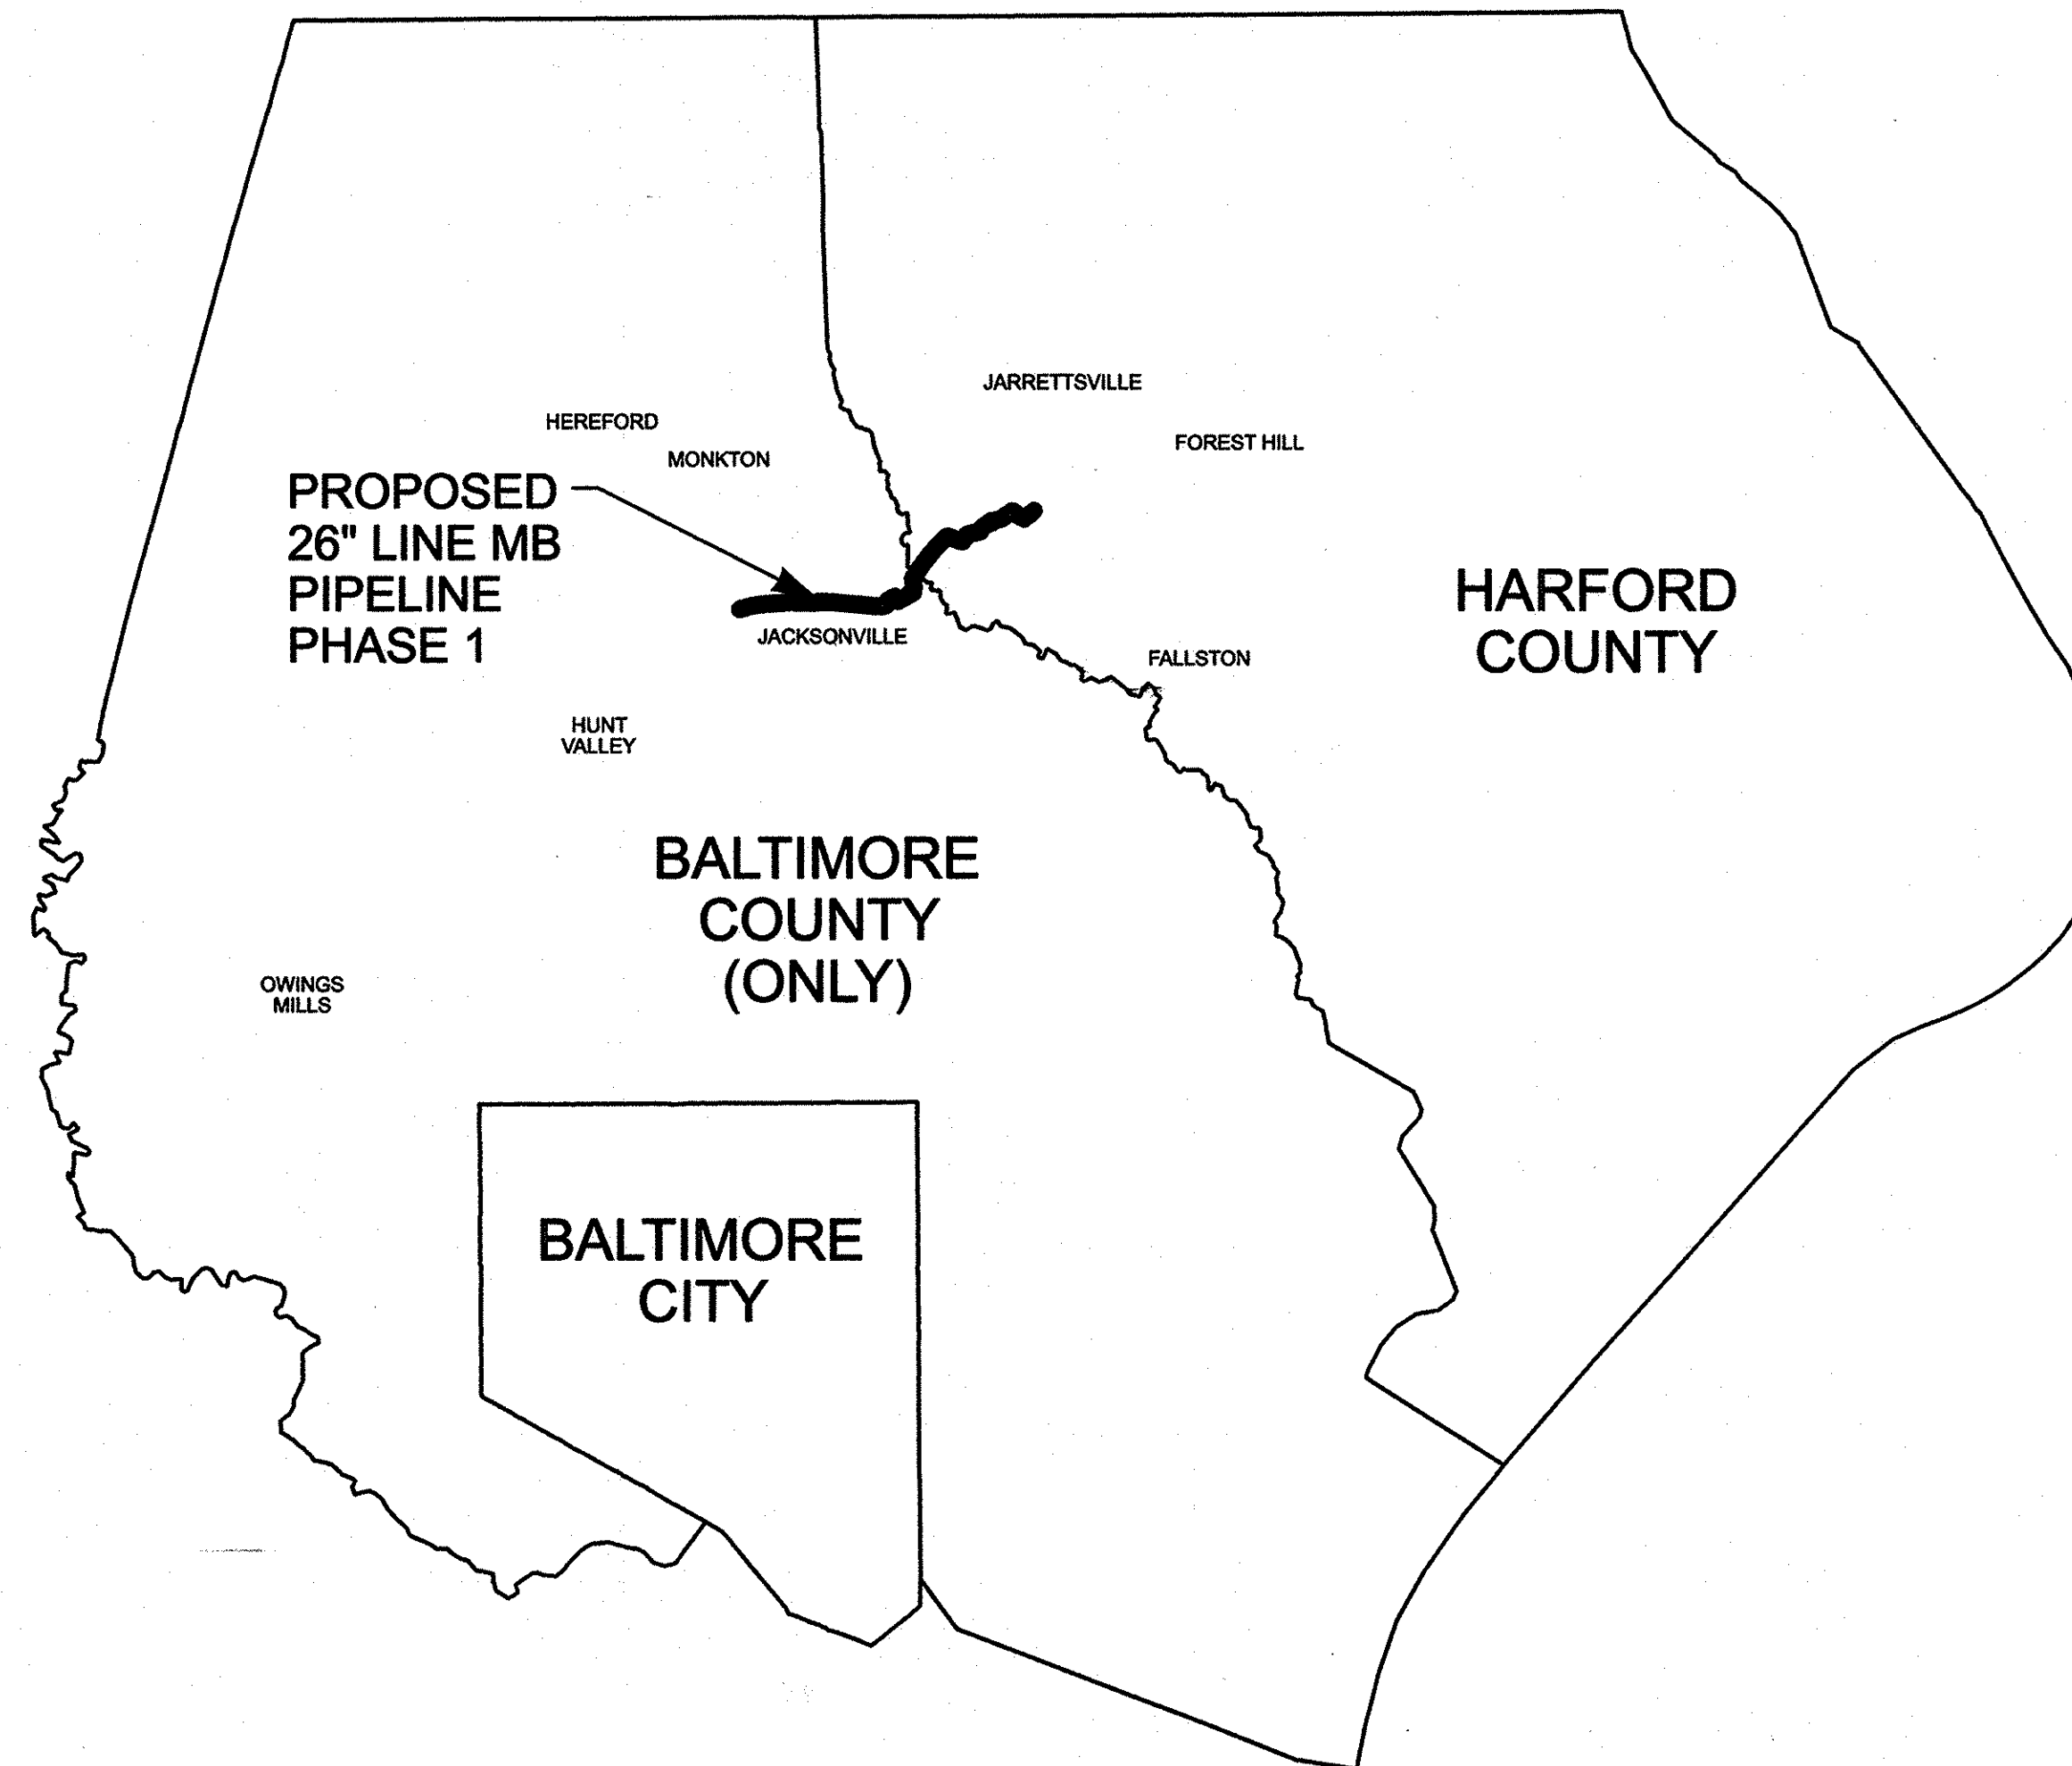 JARRETTSVILLE
HEREFORD
FOREST HILL
MONKTON
PROPOSED
26" LINE MB
PIPELINE
PHASE 1
HARFORD
COUNTY
JACKSONVILLE
FALLSTON
HUNT
VALLEY
BALTIMORE
COUNTY
(ONLY)
OWINGS
MILLS
BALTIMORE
CITY